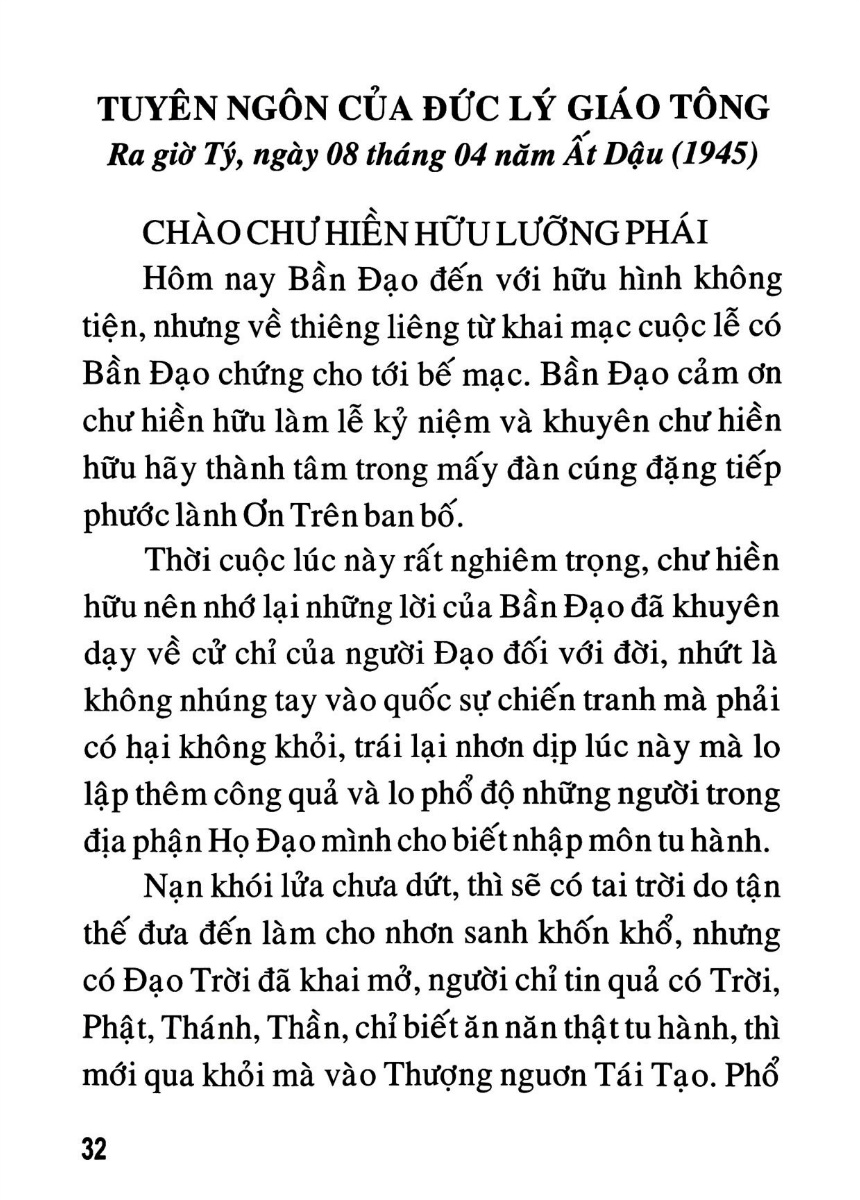 TUYÊN NGÔN CỦA ĐỨC LÝ GIÁO TÔNG
Ra giờ Tý, ngày 08 tháng 04 năm Ất Dậu (1945)
CHÀO CHƯ HIỀN HỮU LƯỠNG PHÁI
Hôm nay Bần Đạo đến với hữu hình không
tiện, nhưng về thiêng liêng từ khai mạc cuộc lễ có
Bần Đạo chứng cho tới bế mạc. Bần Đạo cảm ơn
chư hiền hữu làm lễ kỷ niệm và khuyên chư hiền
hữu hãy thành tâm trong mấy đàn cúng đặng tiếp
phước lành Ơn Trên ban bố.
Thời cuộc lúc này rất nghiêm trọng, chư hiền
hữu nên nhớ lại những lời của Bần Đạo đã khuyên
dạy về cử chỉ của người Đạo đối với đời, nhứt là
không nhúng tay vào quốc sự chiến tranh mà phải
có hại không khỏi, trái lại nhơn dịp lúc này mà lo
lập thêm công quả và lo phổ độ những người trong
địa phận Họ Đạo mình cho biết nhập môn tu hành.
Nạn khói lửa chưa dứt, thì sẽ có tai trời do tận
thế đưa đến làm cho nhơn sanh khốn khổ, nhưng
có Đạo Trời đã khai mở, người chỉ tin quả có Trời,
Phật, Thánh, Thần, chỉ biết ăn năn thật tu hành, thì
mới qua khỏi mà vào Thượng nguơn Tái Tạo. Phổ
32